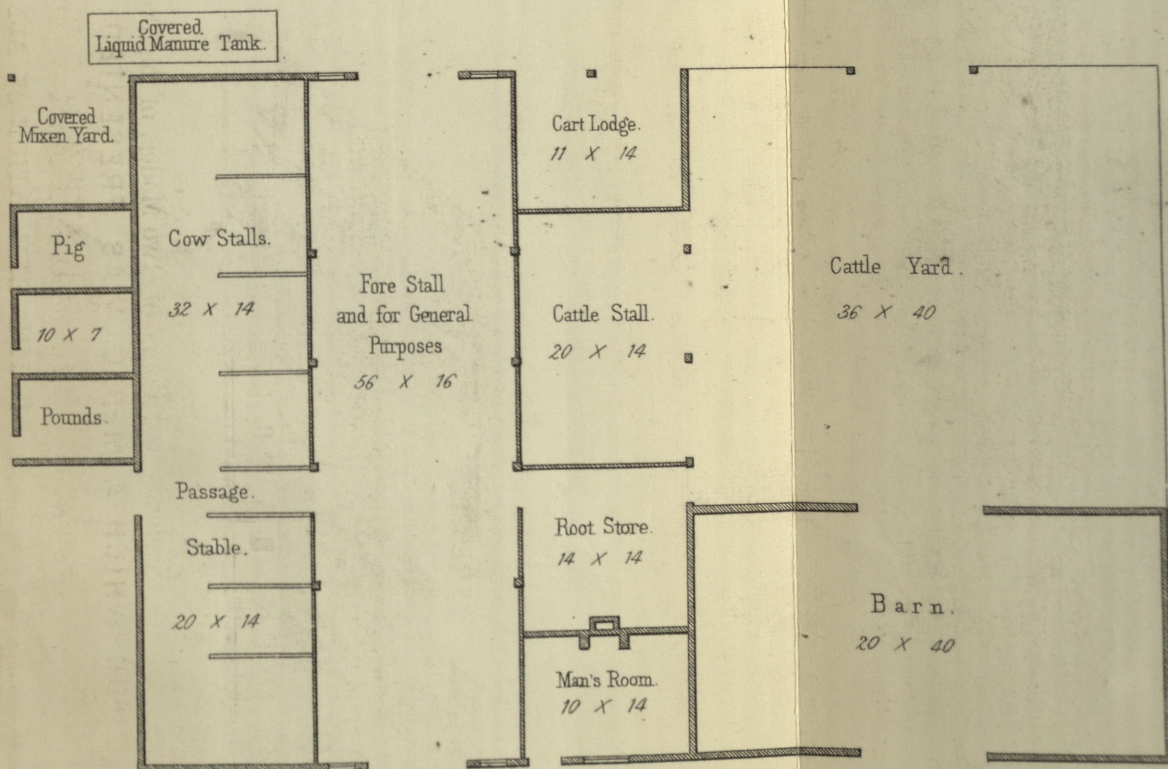 Covered
Liquid Manure Tank.
Covered
Mixen Yard.
Pig
10 X 7
Pounds.
Cow Stalls.
32 X 14
Passage.
Stable.
20 X 14
Fore Stall
and for General
Purposes
56 X 16
Cart Lodge.
11 X 14
Cattle Stall.
20 X 14
Root Store.
14 X 14
Man's Room.
10 X 14
Cattle Yard.
36 X 40
Barn.
20 X 40